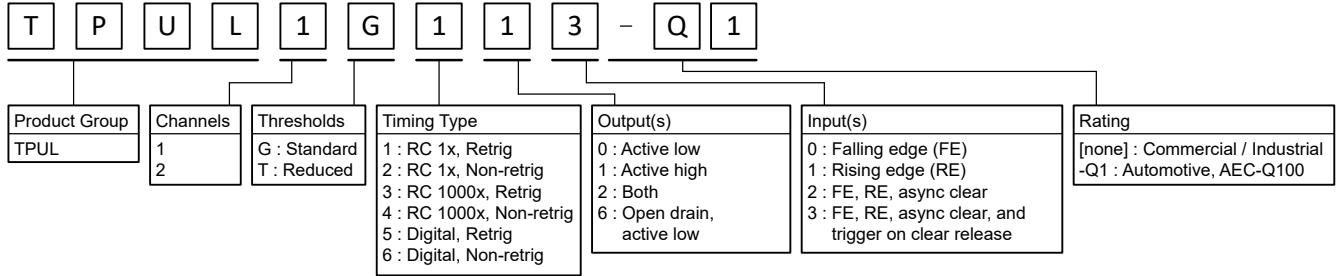 T P U L 1 G 1 1 3 – Q 1
Product Group
TPUL
Channels
1
2
Thresholds
G : Standard
T : Reduced
Timing Type
1 : RC 1x, Retrig
2 : RC 1x, Non-retrig
3 : RC 1000x, Retrig
4 : RC 1000x, Non-retrig
5 : Digital, Retrig
6 : Digital, Non-retrig
Output(s)
0 : Active low
1 : Active high
2 : Both
6 : Open drain,
active low
Input(s)
0 : Falling edge (FE)
1 : Rising edge (RE)
2 : FE, RE, async clear
3 : FE, RE, async clear, and
trigger on clear release
Rating
[none] : Commercial / Industrial
-Q1 : Automotive, AEC-Q100